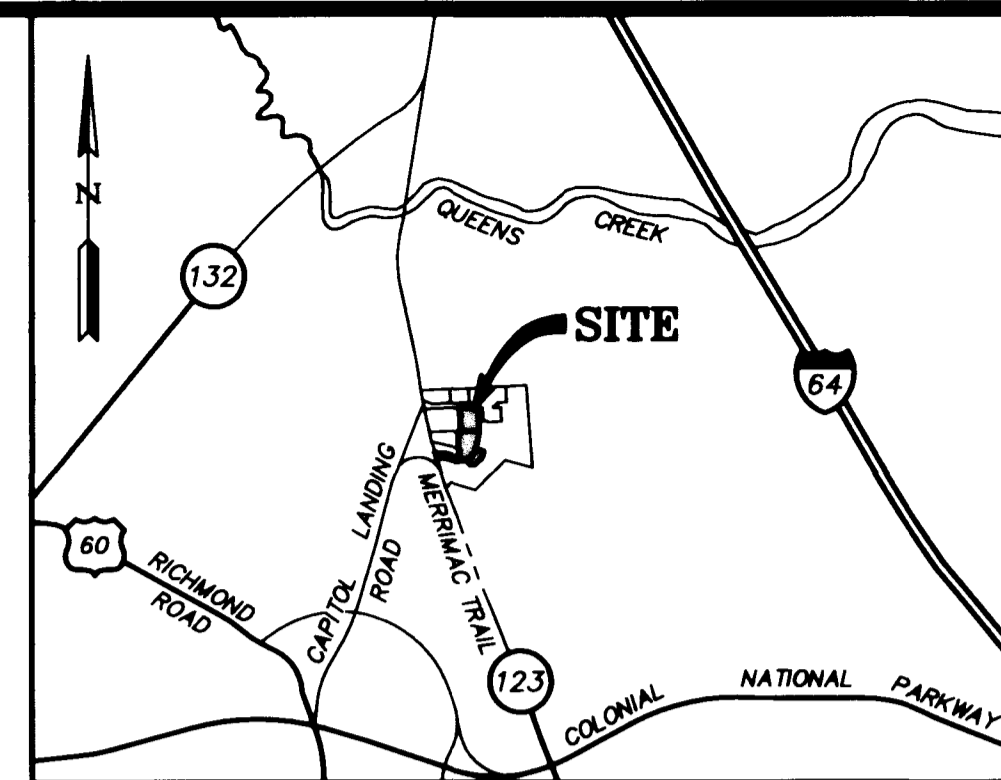 N
QUEENS CREEK
132
SITE
64
CAPITOL LANDING
ROAD
MERRIMAC TRAIL
60
RICHMOND
ROAD
123
COLONIAL NATIONAL PARKWAY